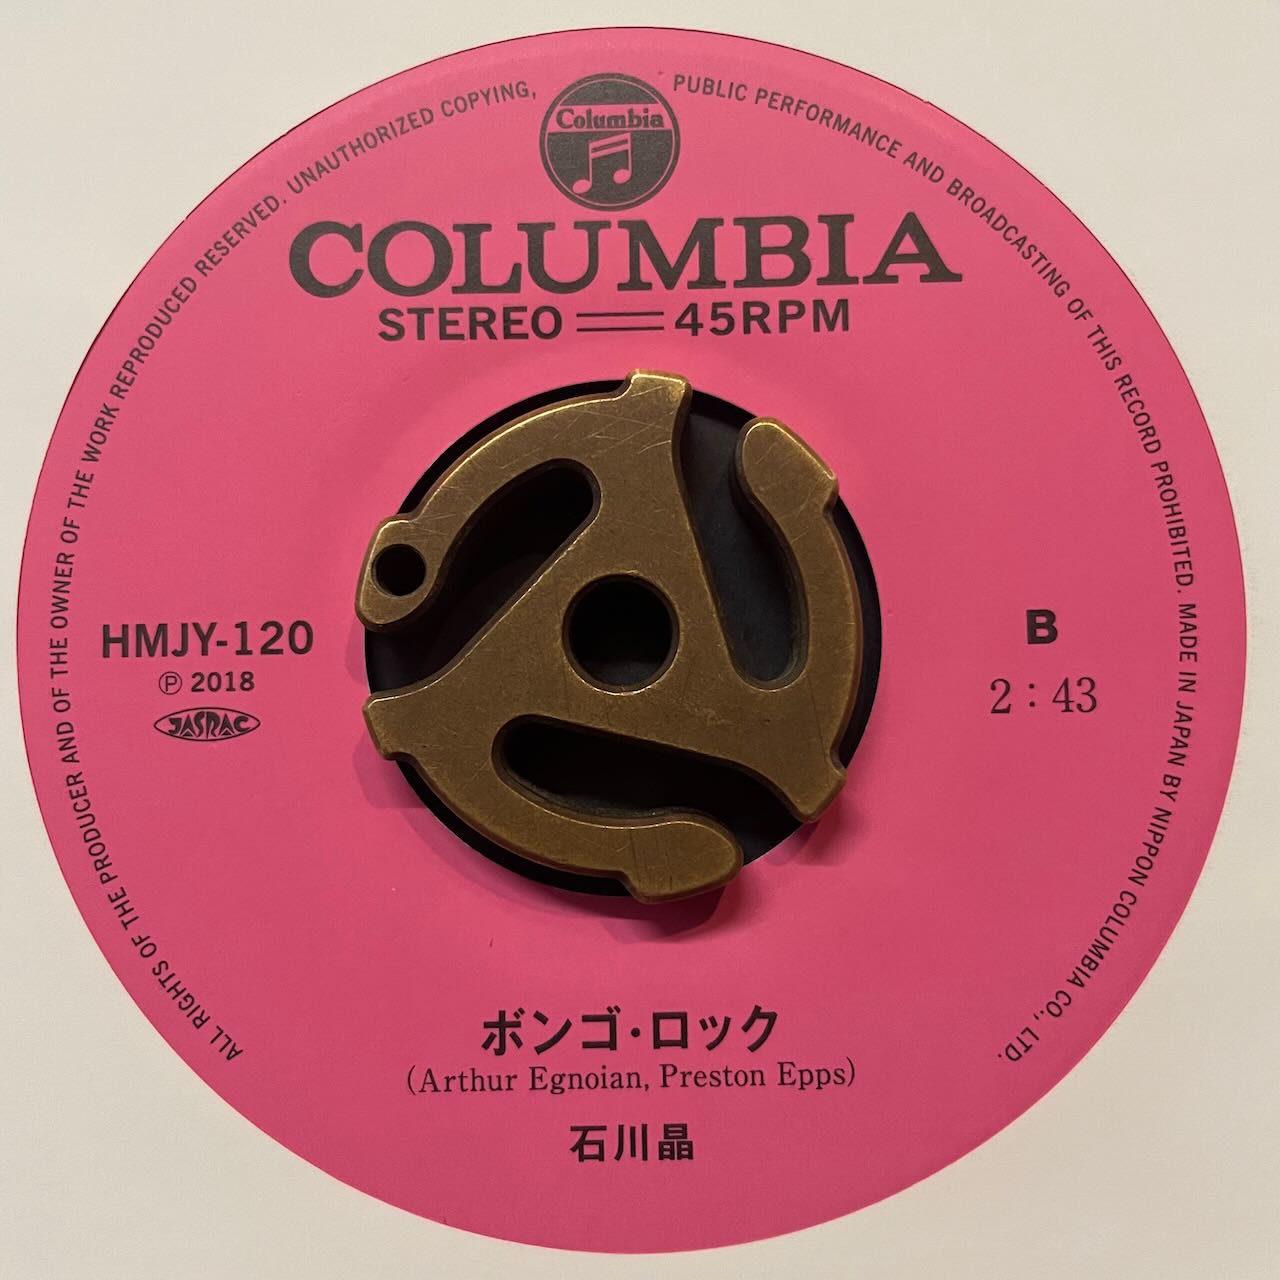 ALL RIGHTS OF THE PRODUCER AND OF THE OWNER OF THE WORK REPRODUCED RESERVED. UNAUTHORIZED COPYING, PUBLIC PERFORMANCE AND BROADCASTING OF THIS RECORD PROHIBITED. MADE IN JAPAN BY NIPPON COLUMBIA CO., LTD.
Columbia
COLUMBIA
STEREO 45RPM
HMJY-120
Ⓟ 2018
JASRAC
B
2:43
ボンゴ・ロック
(Arthur Egnoian, Preston Epps)
石川晶